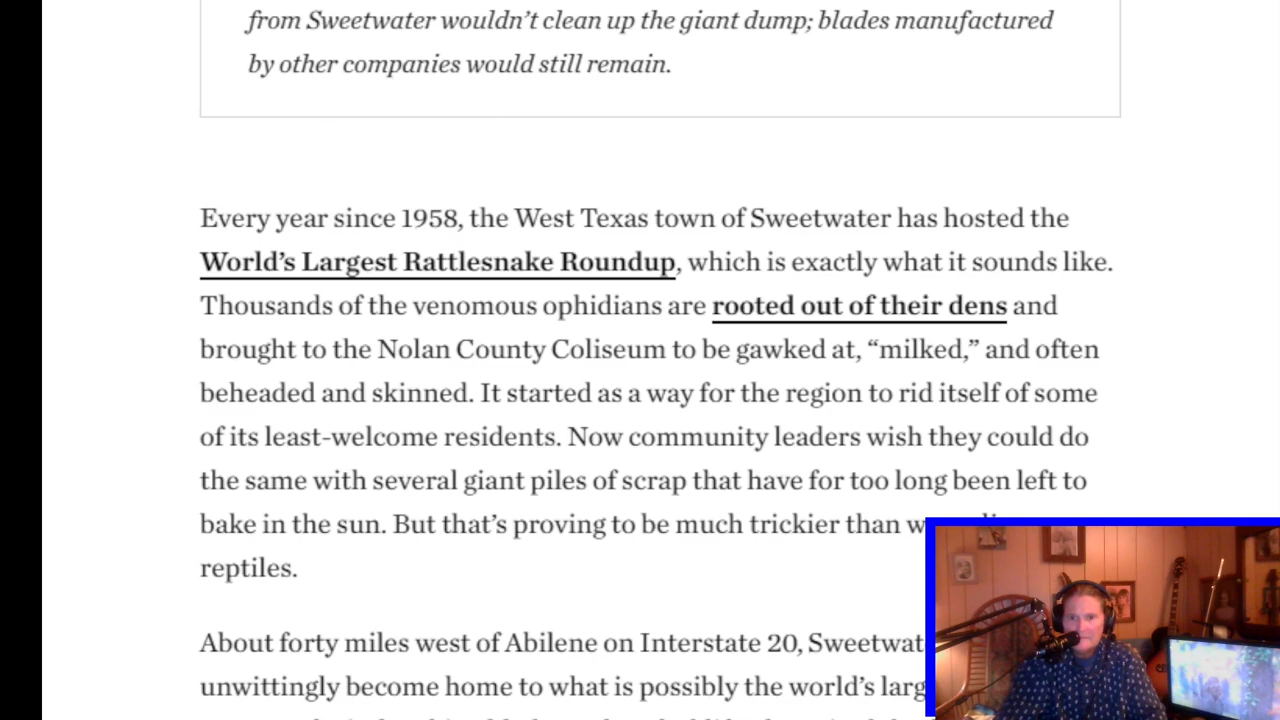 from Sweetwater wouldn’t clean up the giant dump; blades manufactured
by other companies would still remain.
Every year since 1958, the West Texas town of Sweetwater has hosted the
World’s Largest Rattlesnake Roundup, which is exactly what it sounds like.
Thousands of the venomous ophidians are rooted out of their dens and
brought to the Nolan County Coliseum to be gawked at, “milked,” and often
beheaded and skinned. It started as a way for the region to rid itself of some
of its least-welcome residents. Now community leaders wish they could do
the same with several giant piles of scrap that have for too long been left to
bake in the sun. But that’s proving to be much trickier than
reptiles.
About forty miles west of Abilene on Interstate 20,
unwittingly become home to what is possibly the world’s